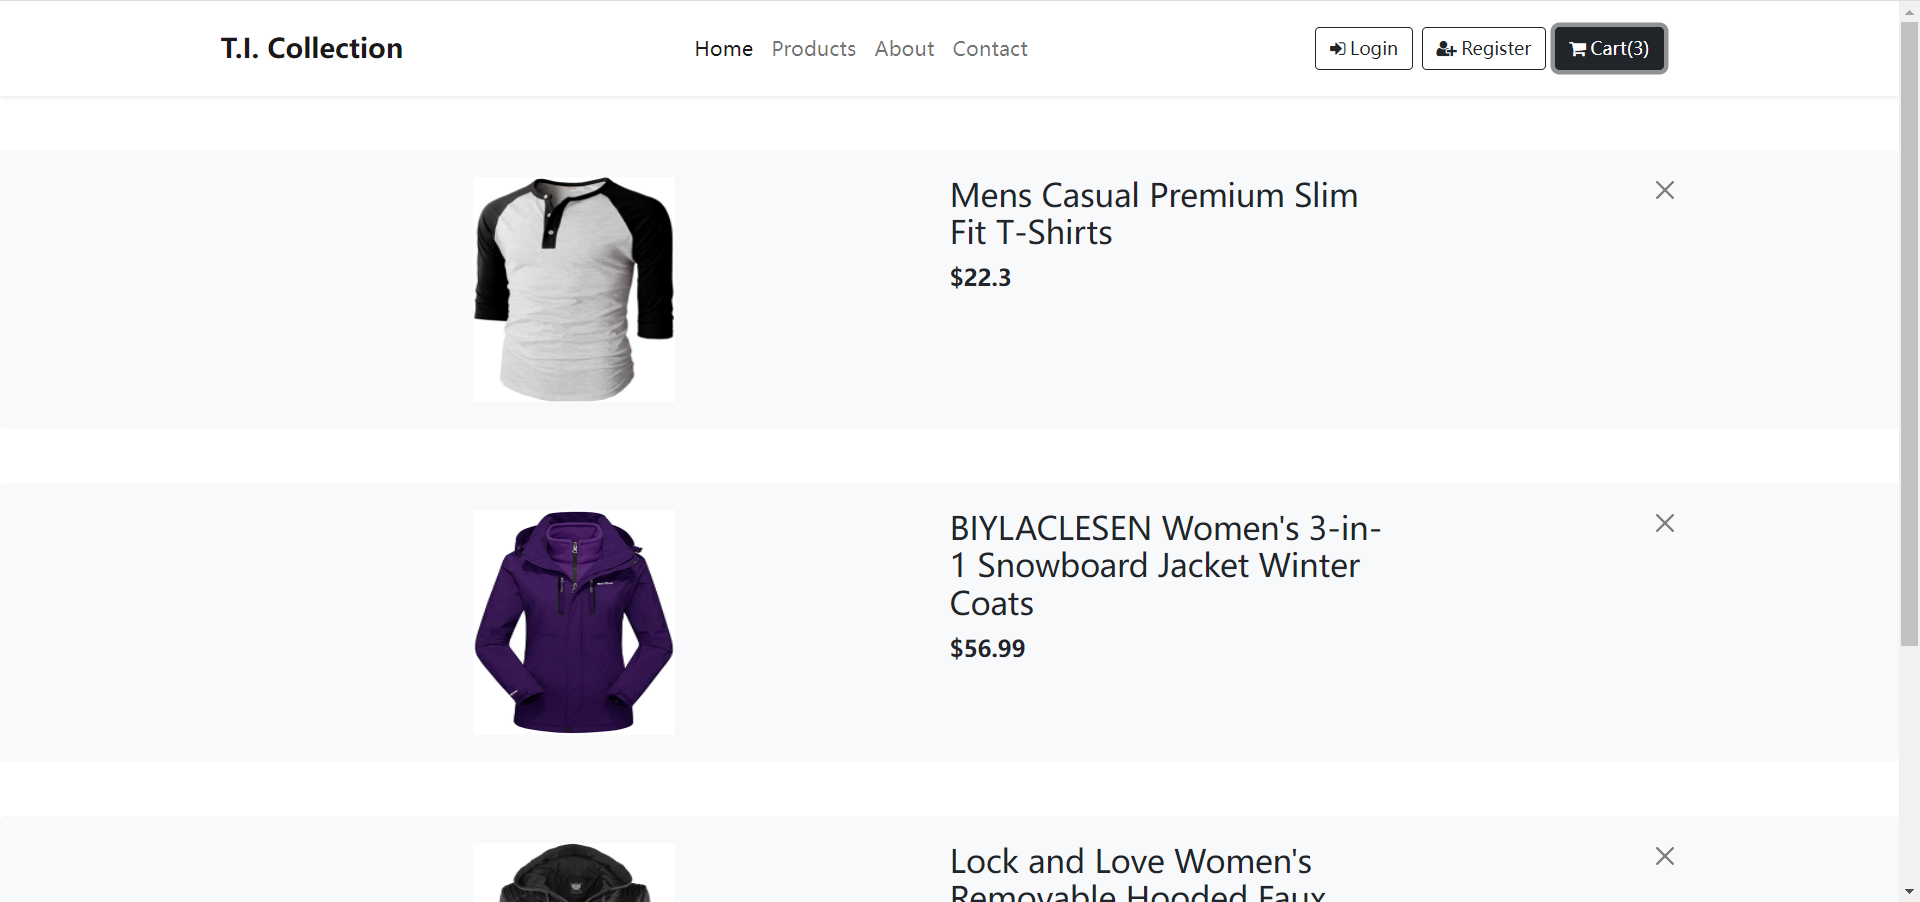 T.I. Collection
Home Products About Contact
Login Register Cart(3)
Mens Casual Premium Slim
Fit T-Shirts
$22.3
BIYLACLESEN Women's 3-in-
1 Snowboard Jacket Winter
Coats
$56.99
Lock and Love Women's
Removable Hooded Faux